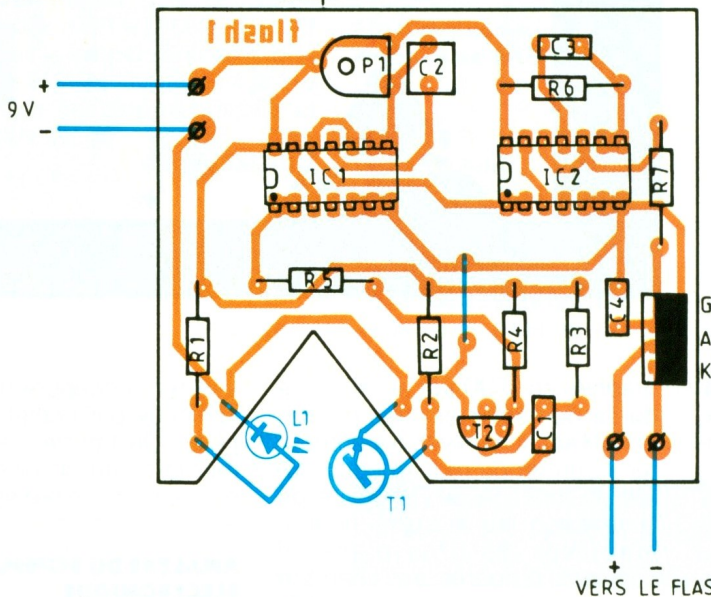 flash1
+
9V
−
P1
C2
C3
R6
IC1
IC2
R7
R5
C4
G
A
K
R1
R2
R4
R3
L1
T2
C1
T1
+ −
VERS LE FLAS